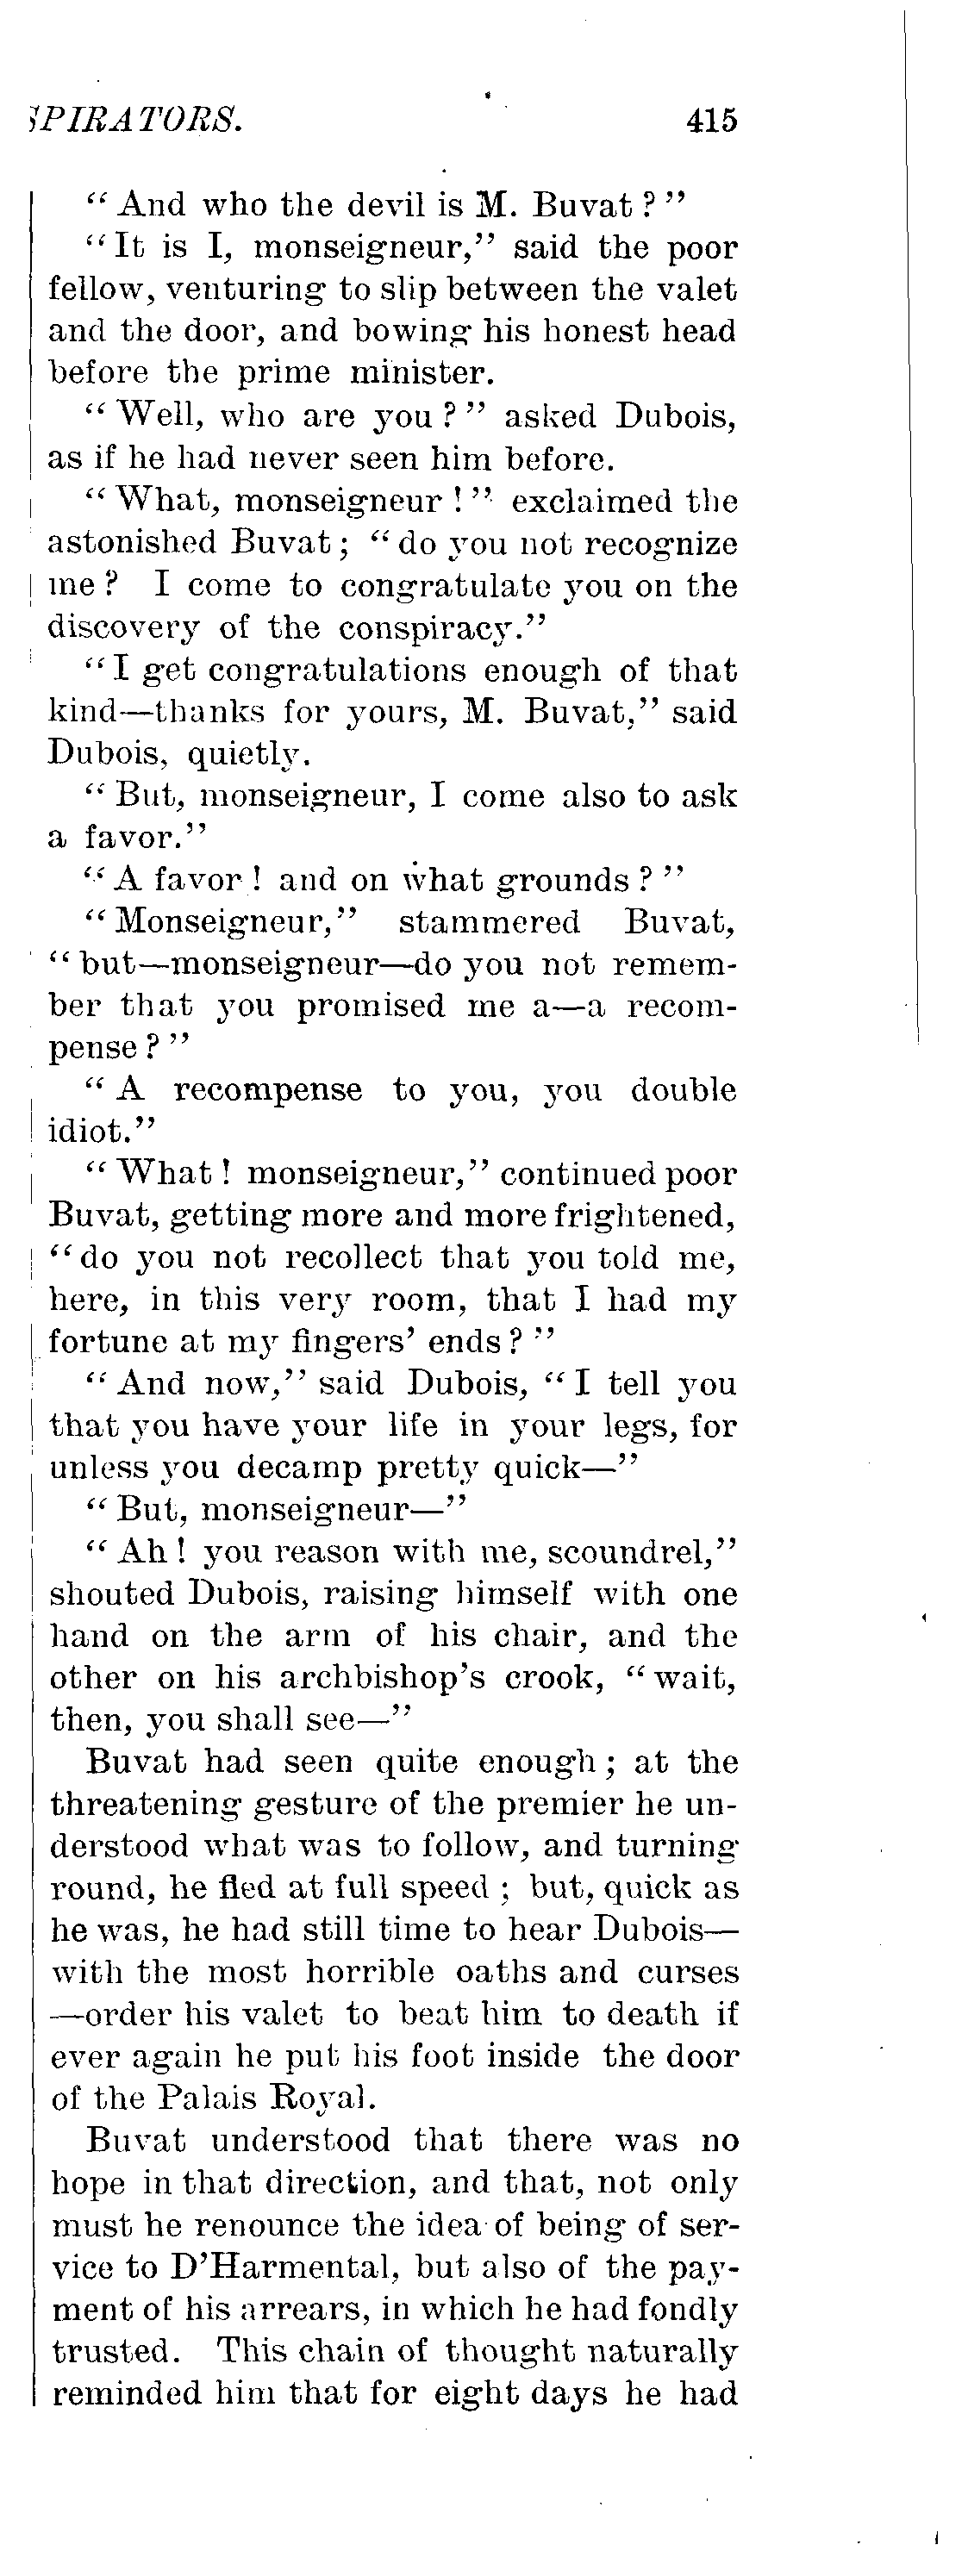 SPIRATORS. 415
“And who the devil is M. Buvat?”
“It is I, monseigneur,” said the poor
fellow, venturing to slip between the valet
and the door, and bowing his honest head
before the prime minister.
“Well, who are you?” asked Dubois,
as if he had never seen him before.
“What, monseigneur!” exclaimed the
astonished Buvat; “do you not recognize
me? I come to congratulate you on the
discovery of the conspiracy.”
“I get congratulations enough of that
kind—thanks for yours, M. Buvat,” said
Dubois, quietly.
“But, monseigneur, I come also to ask
a favor.”
“A favor! and on what grounds?”
“Monseigneur,” stammered Buvat,
“but—monseigneur—do you not remem-
ber that you promised me a—a recom-
pense?”
“A recompense to you, you double
idiot.”
“What! monseigneur,” continued poor
Buvat, getting more and more frightened,
“do you not recollect that you told me,
here, in this very room, that I had my
fortune at my fingers’ ends?”
“And now,” said Dubois, “I tell you
that you have your life in your legs, for
unless you decamp pretty quick—”
“But, monseigneur—”
“Ah! you reason with me, scoundrel,”
shouted Dubois, raising himself with one
hand on the arm of his chair, and the
other on his archbishop’s crook, “wait,
then, you shall see—”
Buvat had seen quite enough; at the
threatening gesture of the premier he un-
derstood what was to follow, and turning
round, he fled at full speed; but, quick as
he was, he had still time to hear Dubois—
with the most horrible oaths and curses
—order his valet to beat him to death if
ever again he put his foot inside the door
of the Palais Royal.
Buvat understood that there was no
hope in that direction, and that, not only
must he renounce the idea of being of ser-
vice to D’Harmental, but also of the pay-
ment of his arrears, in which he had fondly
trusted. This chain of thought naturally
reminded him that for eight days he had